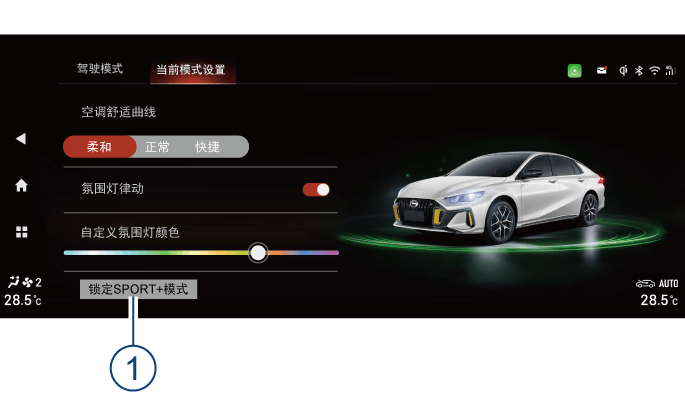 驾驶模式 当前模式设置
空调舒适曲线
柔和 正常 快捷
氛围灯律动
自定义氛围灯颜色
锁定SPORT+模式
2
28.5℃
AUTO
28.5℃
4G
1